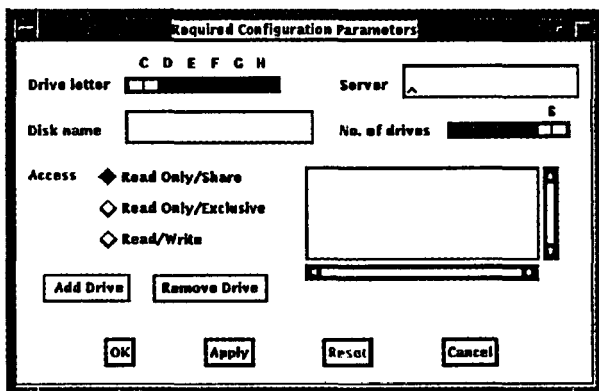 Required Configuration Parameters
C D E F G H
Drive letter
Server
^
6
Disk name
No. of drives
Access
Read Only/Share
Read Only/Exclusive
Read/Write
Add Drive
Remove Drive
OK
Apply
Reset
Cancel